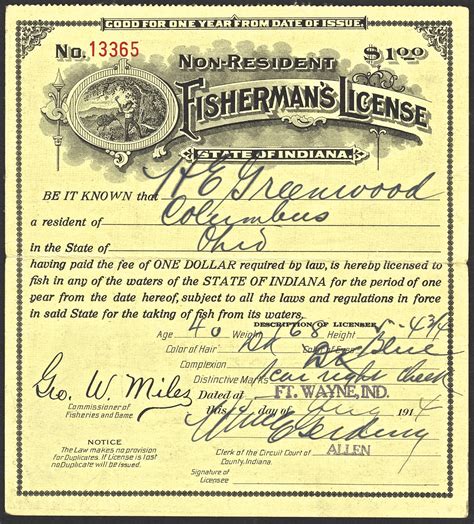 GOOD FOR ONE YEAR FROM DATE OF ISSUE.
No. 13365
$1.00
NON-RESIDENT
FISHERMAN'S LICENSE
STATE OF INDIANA.
BE IT KNOWN that H E Greenwood
a resident of Columbus
in the State of Ohio
having paid the fee of ONE DOLLAR required by law, is hereby licensed to
fish in any of the waters of the STATE OF INDIANA for the period of one
year from the date hereof, subject to all the laws and regulations in force
in said State for the taking of fish from its waters.
DESCRIPTION OF LICENSEE
Age 40 Weight 168 Height 5-4 3/4
Color of Hair Dk Color of Eyes Blue
Complexion Dk
Distinctive Marks scar right cheek
Dated at FT. WAYNE, IND.
this day of Aug 1914
Geo. W. Miles
Commissioner of
Fisheries and Game
Clerk of the Circuit Court of ALLEN
County, Indiana.
NOTICE
The Law makes no provision
for Duplicates. If License is lost
no Duplicate will be issued.
Signature of
Licensee